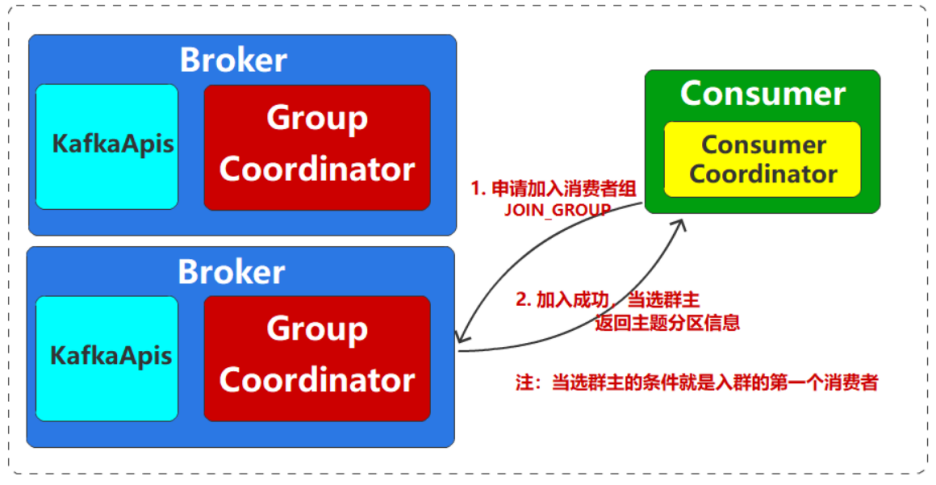 Broker
KafkaApis
Group
Coordinator
Broker
KafkaApis
Group
Coordinator
Consumer
Consumer
Coordinator
1. 申请加入消费者组
JOIN_GROUP
2. 加入成功，当选群主
返回主题分区信息
注：当选群主的条件就是入群的第一个消费者